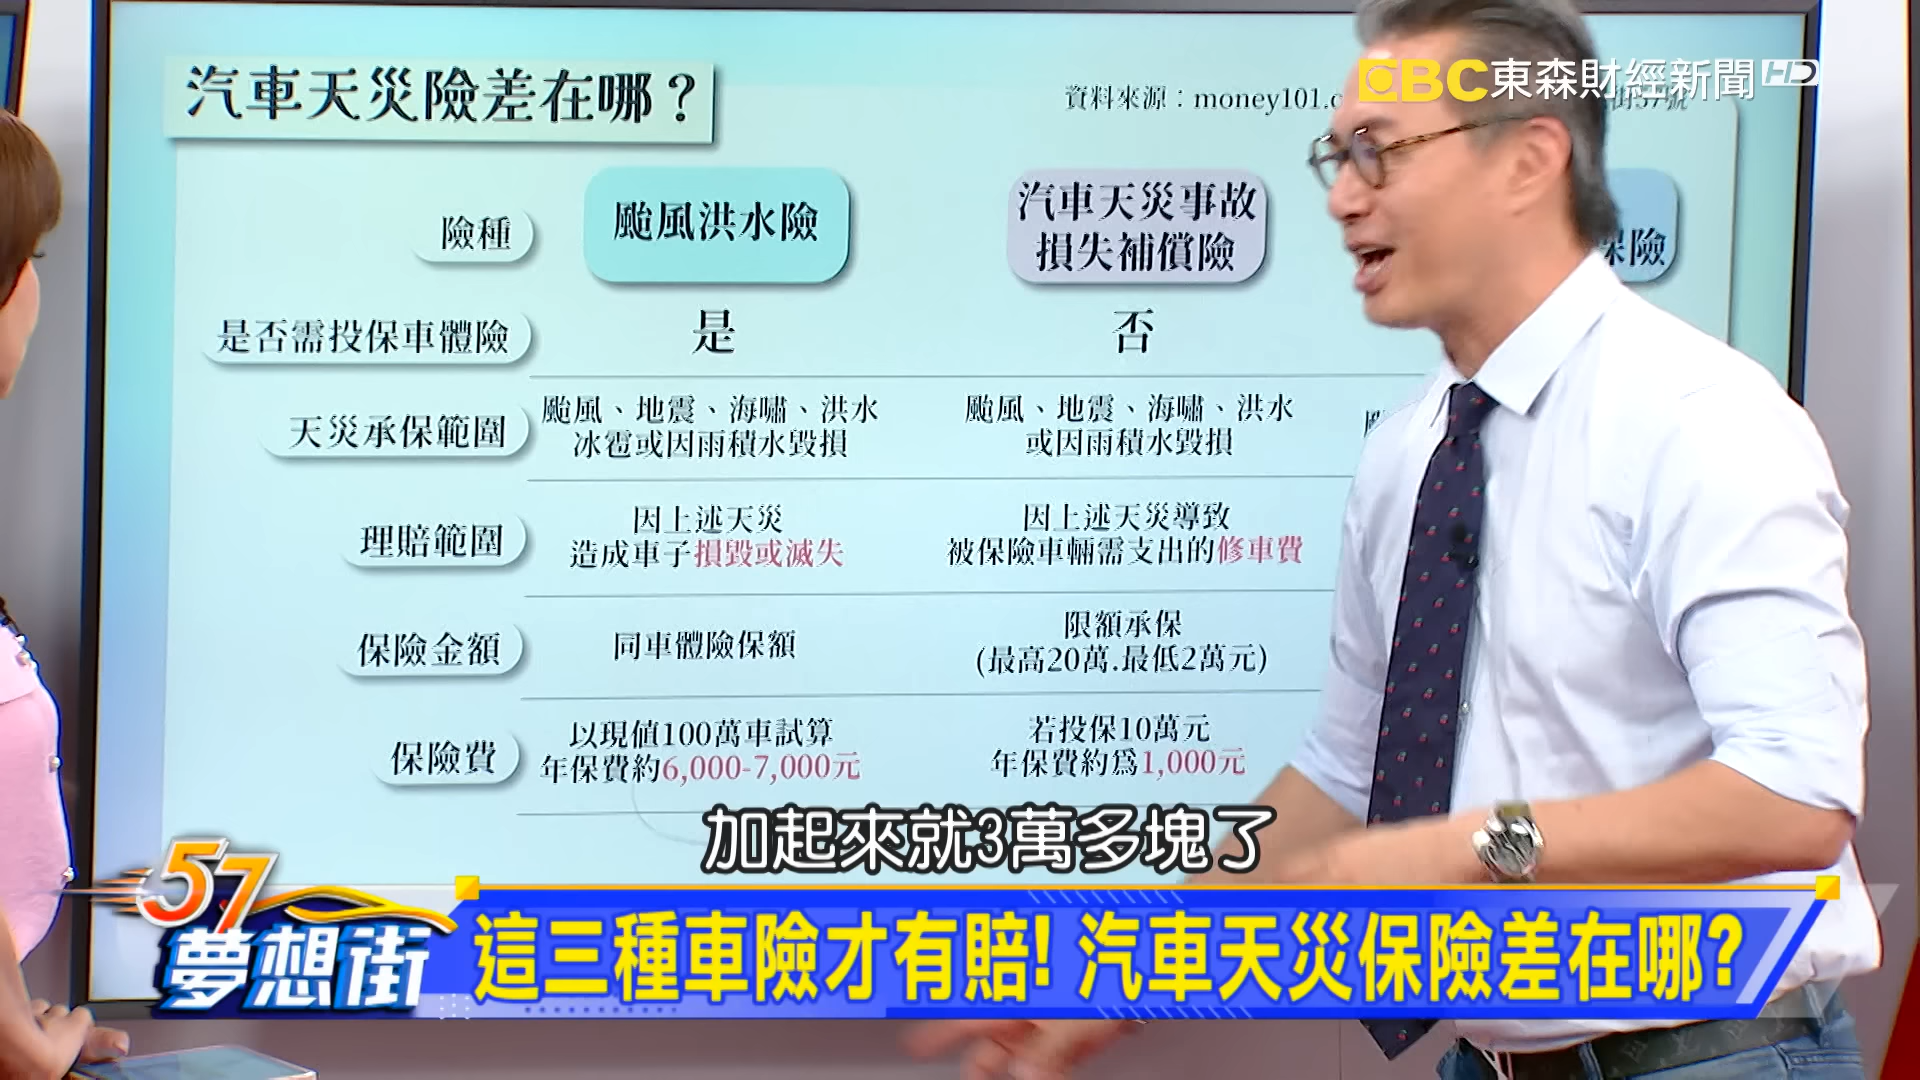 汽車天災險差在哪？
資料來源：money101.c
EBC 東森財經新聞 HD
險種
颱風洪水險
汽車天災事故
損失補償險
保險
是否需投保車體險
是
否
天災承保範圍
颱風、地震、海嘯、洪水
冰雹或因雨積水毀損
颱風、地震、海嘯、洪水
或因雨積水毀損
理賠範圍
因上述天災
造成車子損毀或滅失
因上述天災導致
被保險車輛需支出的修車費
保險金額
同車體險保額
限額承保
(最高20萬.最低2萬元)
保險費
以現值100萬車試算
年保費約6,000-7,000元
若投保10萬元
年保費約爲1,000元
加起來就3萬多塊了
57
夢想街
這三種車險才有賠! 汽車天災保險差在哪?